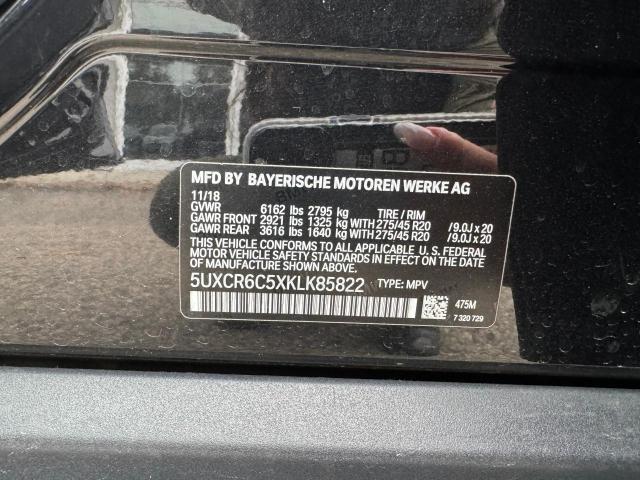 MFD BY BAYERISCHE MOTOREN WERKE AG
11/18
GVWR 6162 lbs 2795 kg TIRE / RIM
GAWR FRONT 2921 lbs 1325 kg WITH 275/45 R20 /9.0J x 20
GAWR REAR 3616 lbs 1640 kg WITH 275/45 R20 /9.0J x 20
THIS VEHICLE CONFORMS TO ALL APPLICABLE U. S. FEDERAL
MOTOR VEHICLE SAFETY STANDARDS IN EFFECT ON THE
DATE OF MANUFACTURE SHOWN ABOVE.
5UXCR6C5XKLK85822 TYPE: MPV
475M
7 320 729